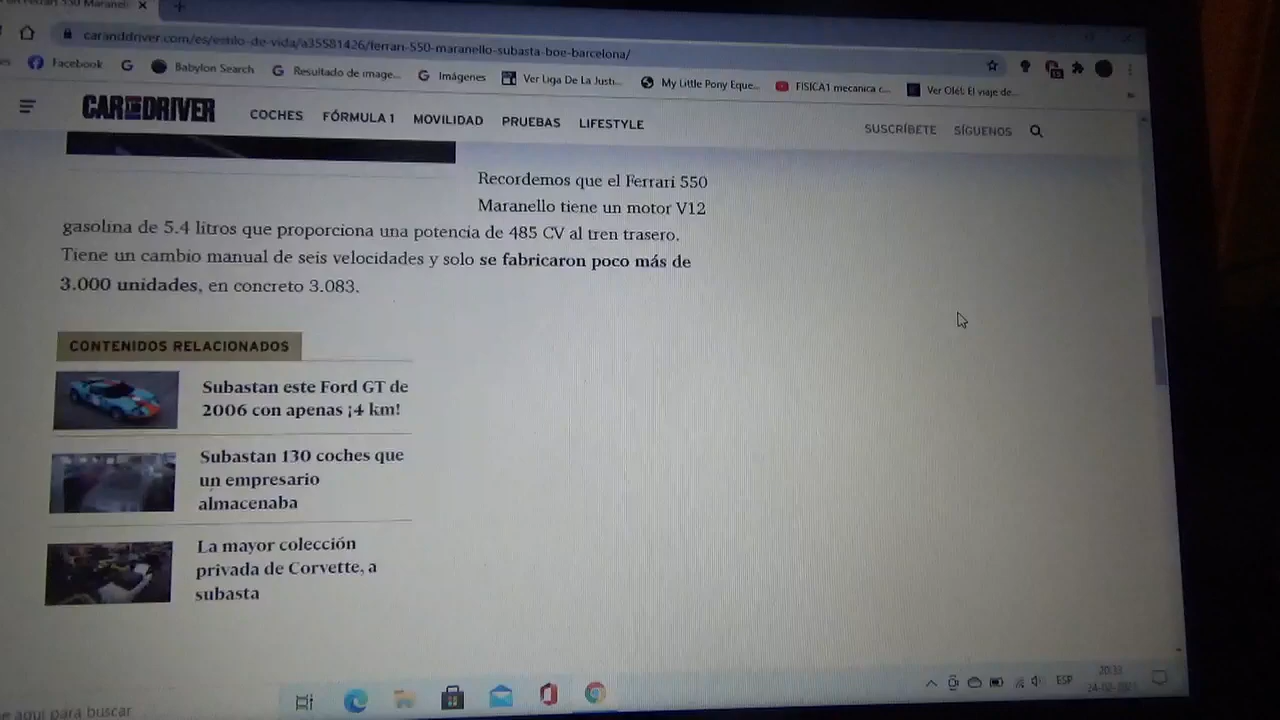 caranddriver.com/es/estilo-de-vida/a35581426/ferrari-550-maranello-subasta-boe-barcelona/
Facebook
Babylon Search
Resultado de image...
Imágenes
Ver Liga De La Justi...
My Little Pony Eque...
FISICA1 mecanica c...
Ver Olé!: El viaje de...
CAR AND DRIVER
COCHES FÓRMULA 1 MOVILIDAD PRUEBAS LIFESTYLE
SUSCRÍBETE SÍGUENOS
Recordemos que el Ferrari 550
Maranello tiene un motor V12
gasolina de 5.4 litros que proporciona una potencia de 485 CV al tren trasero.
Tiene un cambio manual de seis velocidades y solo se fabricaron poco más de
3.000 unidades, en concreto 3.083.
CONTENIDOS RELACIONADOS
Subastan este Ford GT de
2006 con apenas ¡4 km!
Subastan 130 coches que
un empresario
almacenaba
La mayor colección
privada de Corvette, a
subasta
aquí para buscar
ESP
20:33